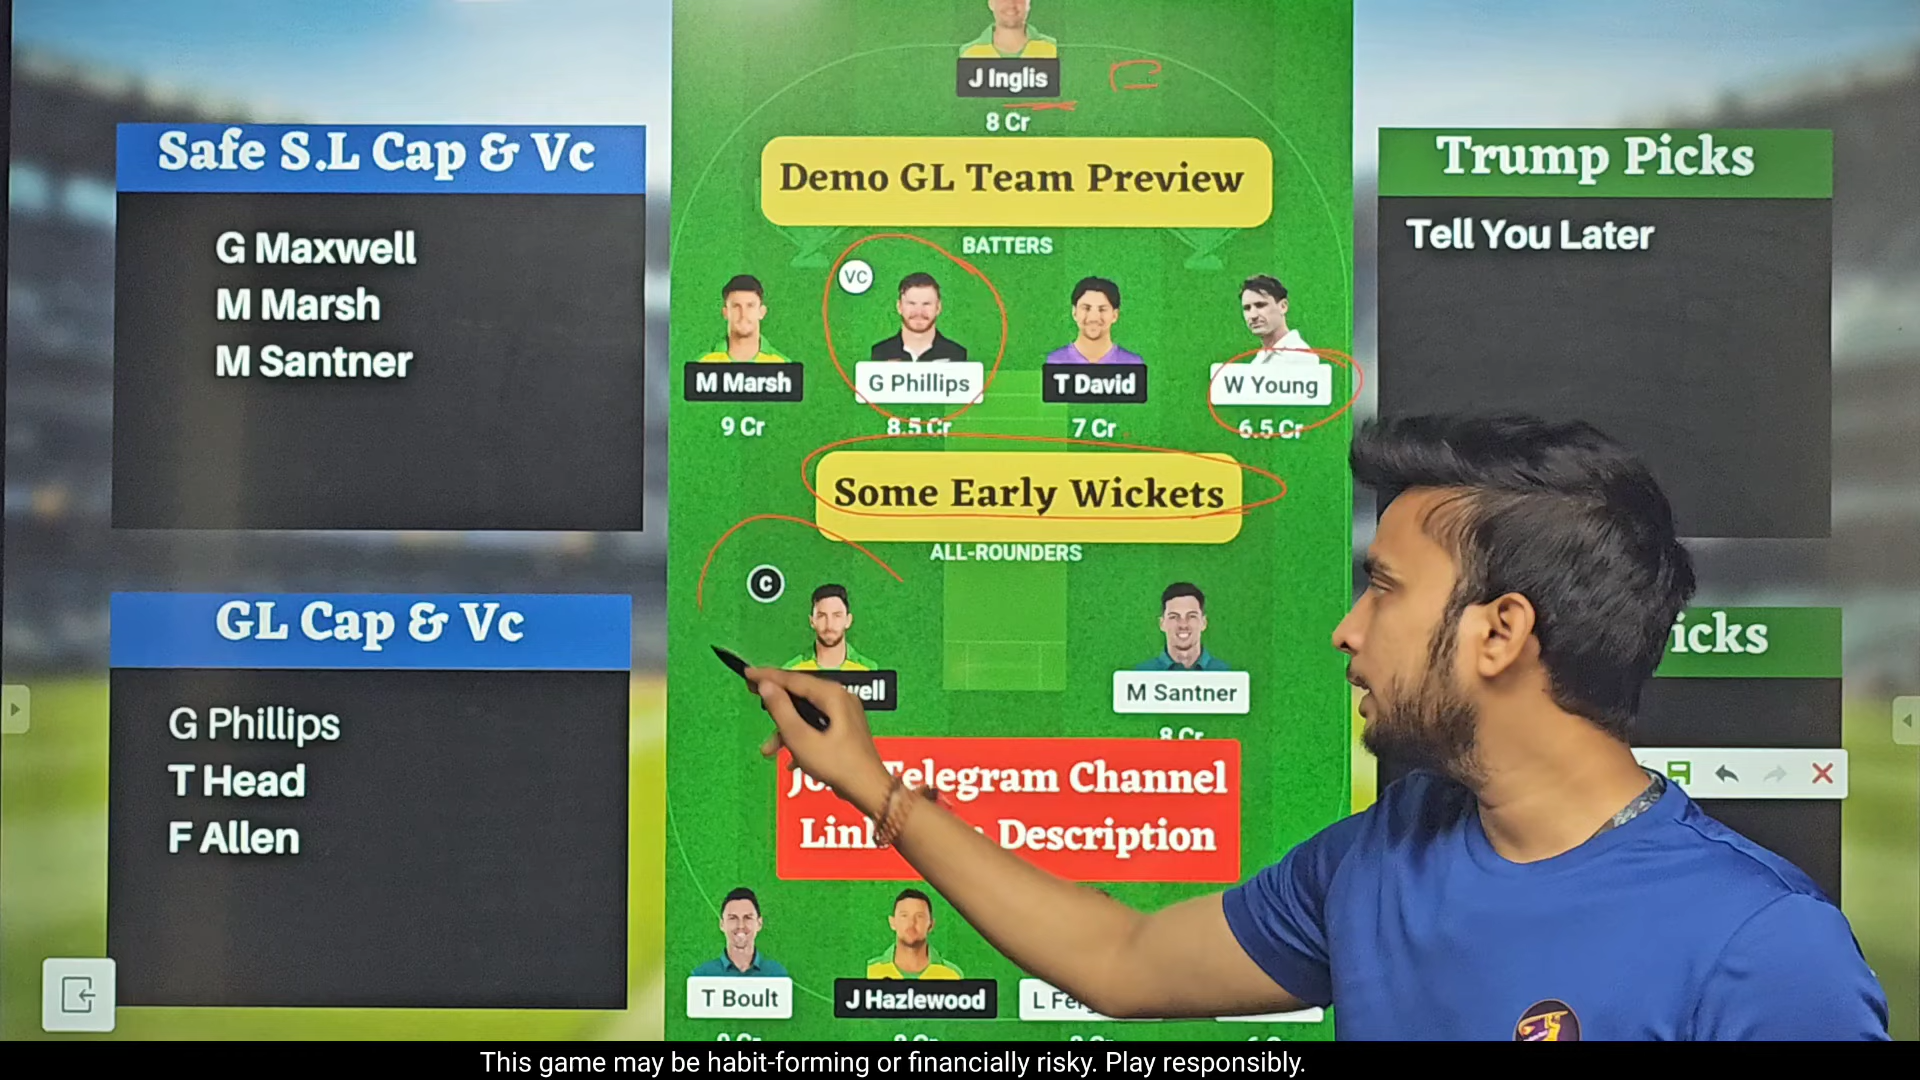 J Inglis
8 Cr
Safe S.L Cap & Vc
G Maxwell
M Marsh
M Santner
Demo GL Team Preview
BATTERS
VC
M Marsh
G Phillips
T David
W Young
9 Cr
8.5 Cr
7 Cr
6.5 Cr
Trump Picks
Tell You Later
Some Early Wickets
ALL-ROUNDERS
C
M Santner
8 Cr
GL Cap & Vc
G Phillips
T Head
F Allen
Telegram Channel
Description
T Boult
J Hazlewood
This game may be habit-forming or financially risky. Play responsibly.